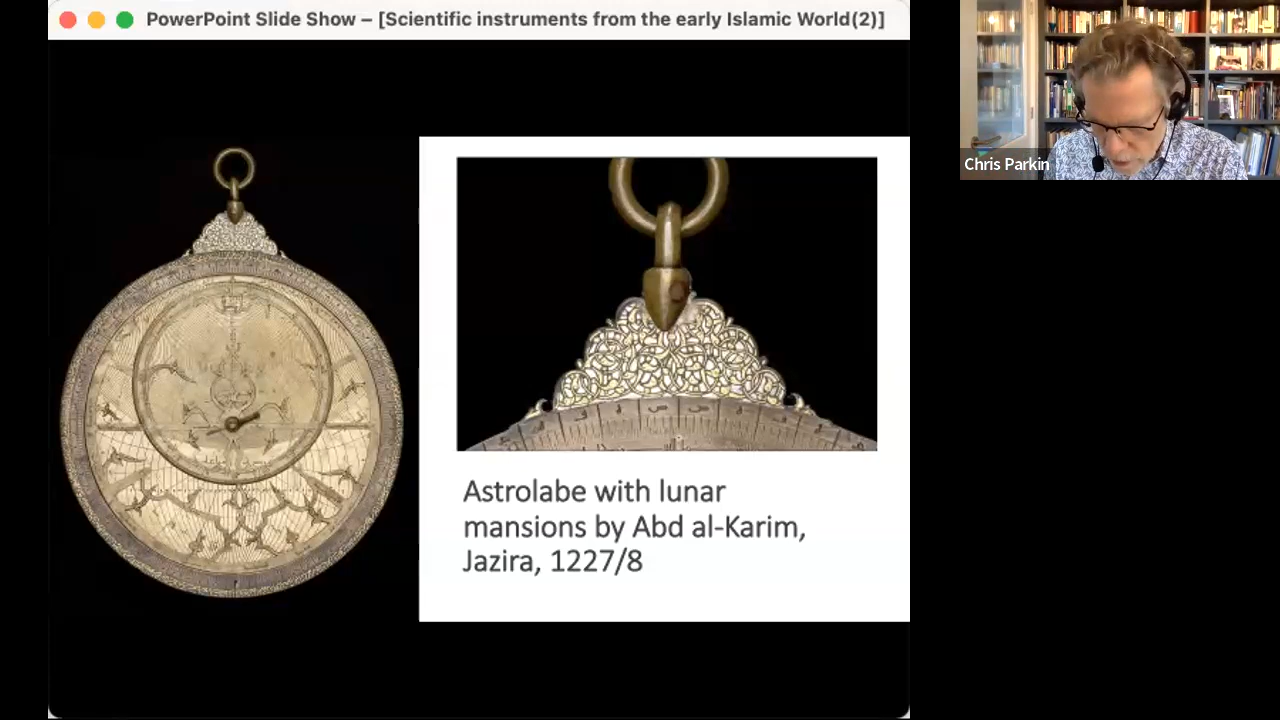 PowerPoint Slide Show – [Scientific instruments from the early Islamic World(2)]
Chris Parkin
Astrolabe with lunar
mansions by Abd al-Karim,
Jazira, 1227/8